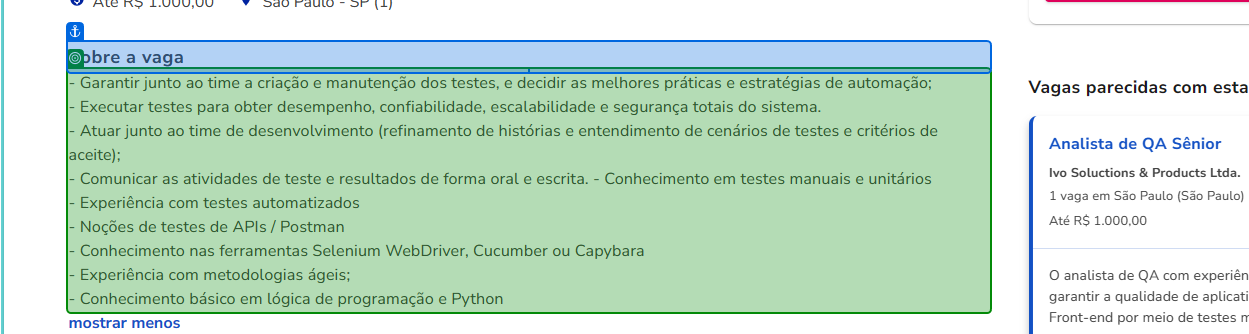 Até R$ 1.000,00 São Paulo - SP (1)
obre a vaga
- Garantir junto ao time a criação e manutenção dos testes, e decidir as melhores práticas e estratégias de automação;
- Executar testes para obter desempenho, confiabilidade, escalabilidade e segurança totais do sistema.
- Atuar junto ao time de desenvolvimento (refinamento de histórias e entendimento de cenários de testes e critérios de
aceite);
- Comunicar as atividades de teste e resultados de forma oral e escrita. - Conhecimento em testes manuais e unitários
- Experiência com testes automatizados
- Noções de testes de APIs / Postman
- Conhecimento nas ferramentas Selenium WebDriver, Cucumber ou Capybara
- Experiência com metodologias ágeis;
- Conhecimento básico em lógica de programação e Python
mostrar menos
Vagas parecidas com esta
Analista de QA Sênior
Ivo Soluctions & Products Ltda.
1 vaga em São Paulo (São Paulo)
Até R$ 1.000,00
O analista de QA com experiên
garantir a qualidade de aplicati
Front-end por meio de testes m